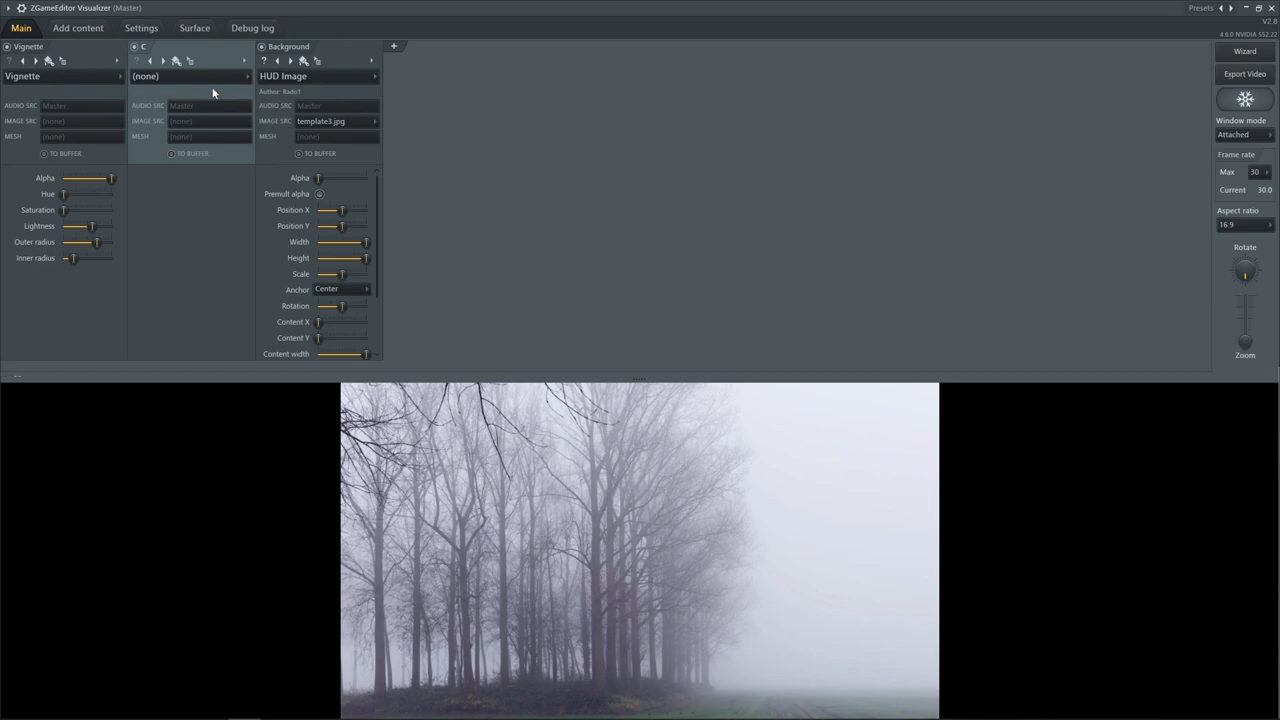 ZGameEditor Visualizer (Master) Presets
Main Add content Settings Surface Debug log V2.8
4.6.0 NVIDIA 552.22
Vignette C Background +
Vignette (none) HUD Image
Author: Rado1
AUDIO SRC Master AUDIO SRC Master AUDIO SRC Master
IMAGE SRC (none) IMAGE SRC (none) IMAGE SRC template3.jpg
MESH (none) MESH (none) MESH (none)
TO BUFFER TO BUFFER TO BUFFER
Alpha
Hue
Saturation
Lightness
Outer radius
Inner radius
Alpha
Premult alpha
Position X
Position Y
Width
Height
Scale
Anchor Center
Rotation
Content X
Content Y
Content width
Wizard
Export Video
Window mode
Attached
Frame rate
Max 30
Current 30.0
Aspect ratio
16:9
Rotate
Zoom
- --